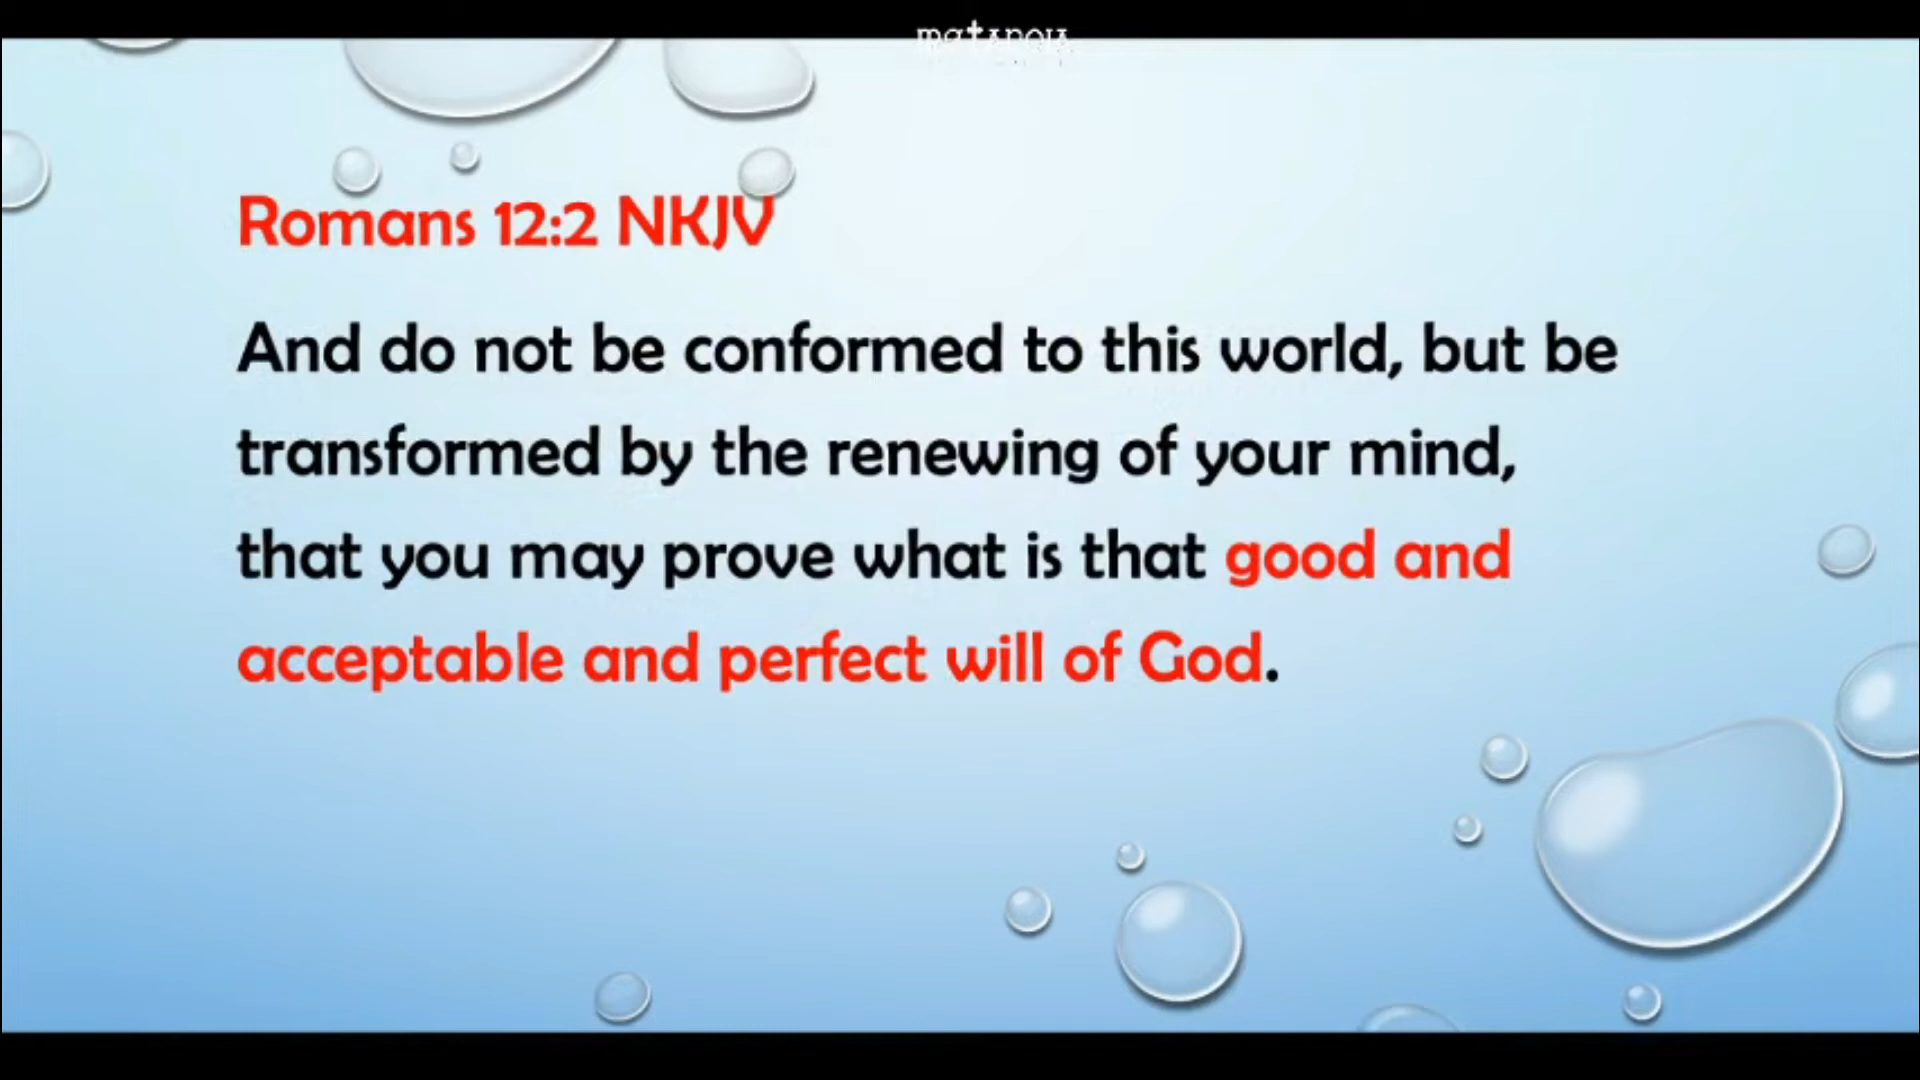 Romans 12:2 NKJV
And do not be conformed to this world, but be
transformed by the renewing of your mind,
that you may prove what is that good and
acceptable and perfect will of God.